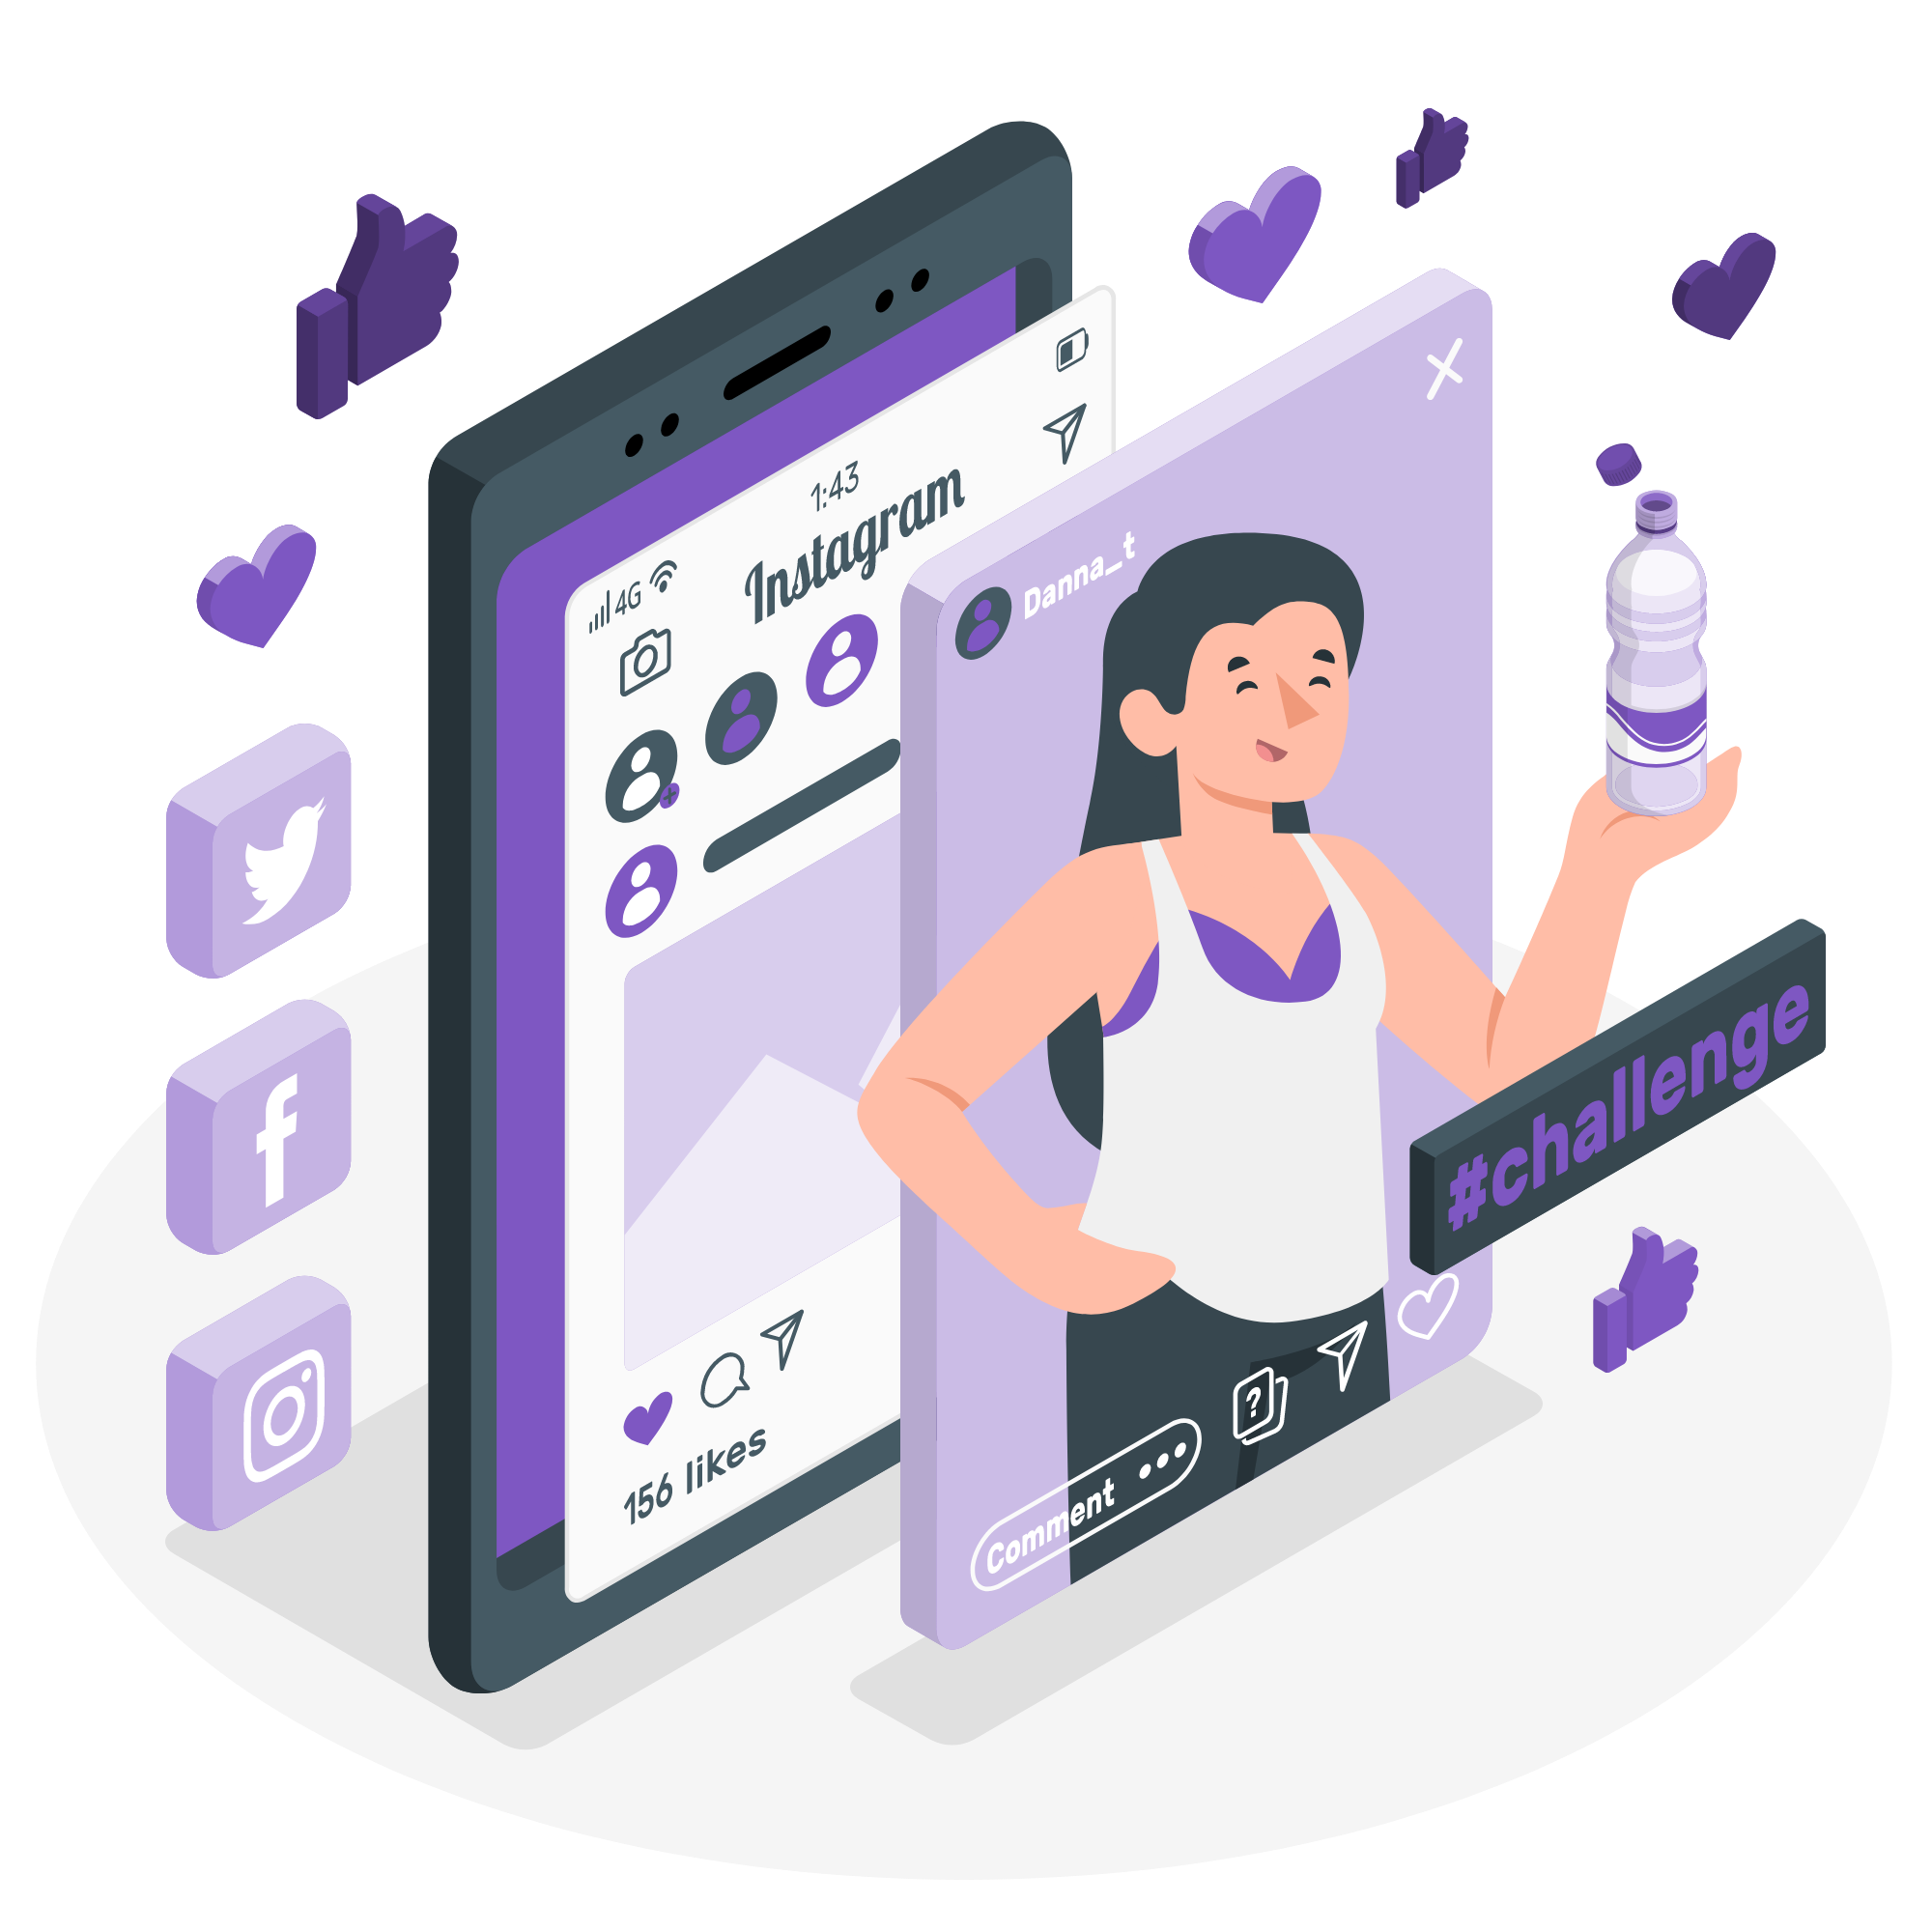 4G
1:43
Instagram
156 likes
Danna_t
#challenge
?
Comment